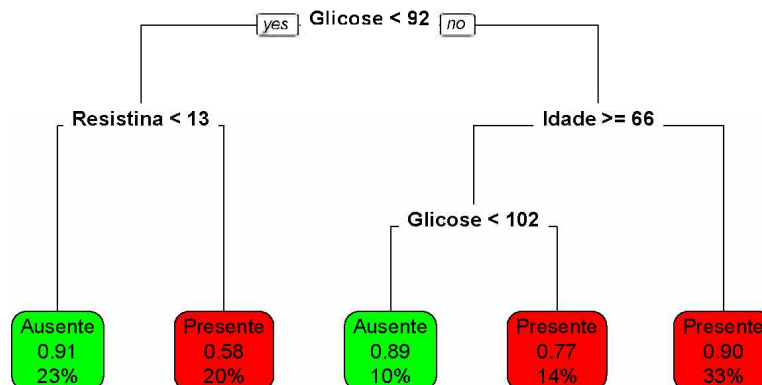 yes Glicose < 92 no
Resistina < 13
Idade >= 66
Glicose < 102
Ausente
0.91
23%
Presente
0.58
20%
Ausente
0.89
10%
Presente
0.77
14%
Presente
0.90
33%